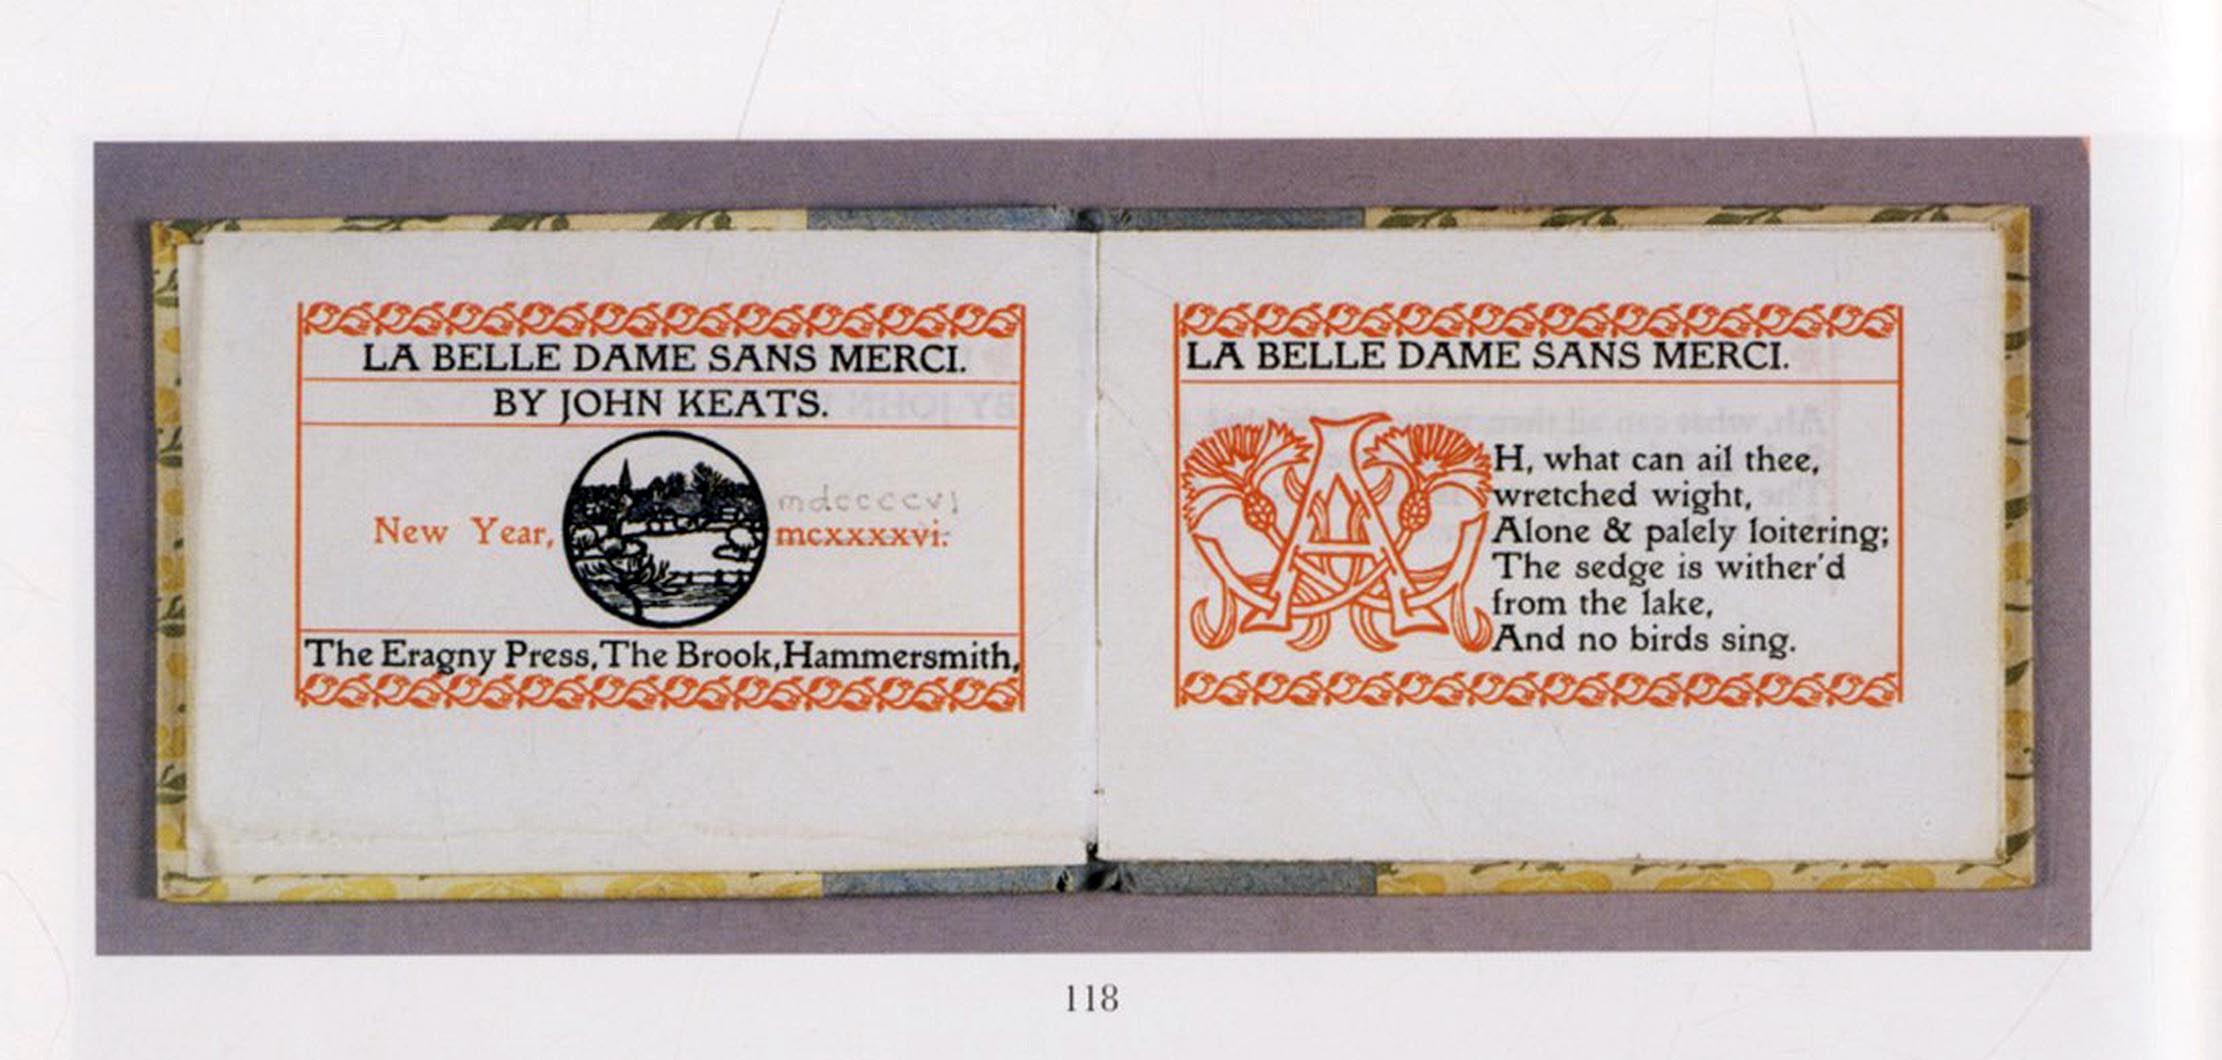 LA BELLE DAME SANS MERCI.
BY JOHN KEATS.
mdccccvi
New Year, mcxxxxvi.
The Eragny Press, The Brook, Hammersmith,
LA BELLE DAME SANS MERCI.
AH, what can ail thee,
wretched wight,
Alone & palely loitering;
The sedge is wither'd
from the lake,
And no birds sing.
118